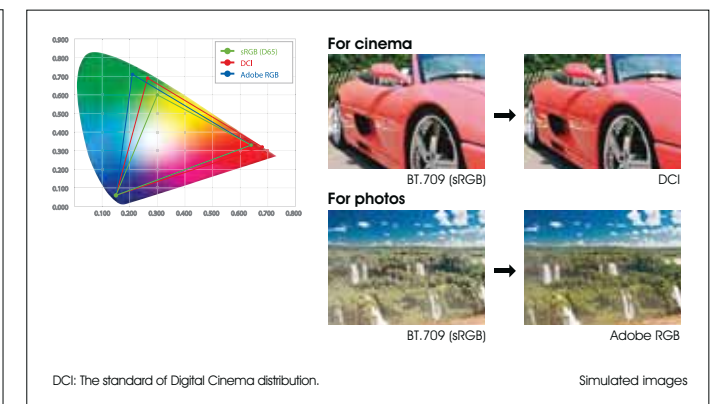 0.900
0.800
0.700
0.600
0.500
0.400
0.300
0.200
0.100
0.000
0.100 0.200 0.300 0.400 0.500 0.600 0.700 0.800
sRGB (D65)
DCI
Adobe RGB
For cinema
BT.709 (sRGB)
DCI
For photos
BT.709 (sRGB)
Adobe RGB
DCI: The standard of Digital Cinema distribution.
Simulated images